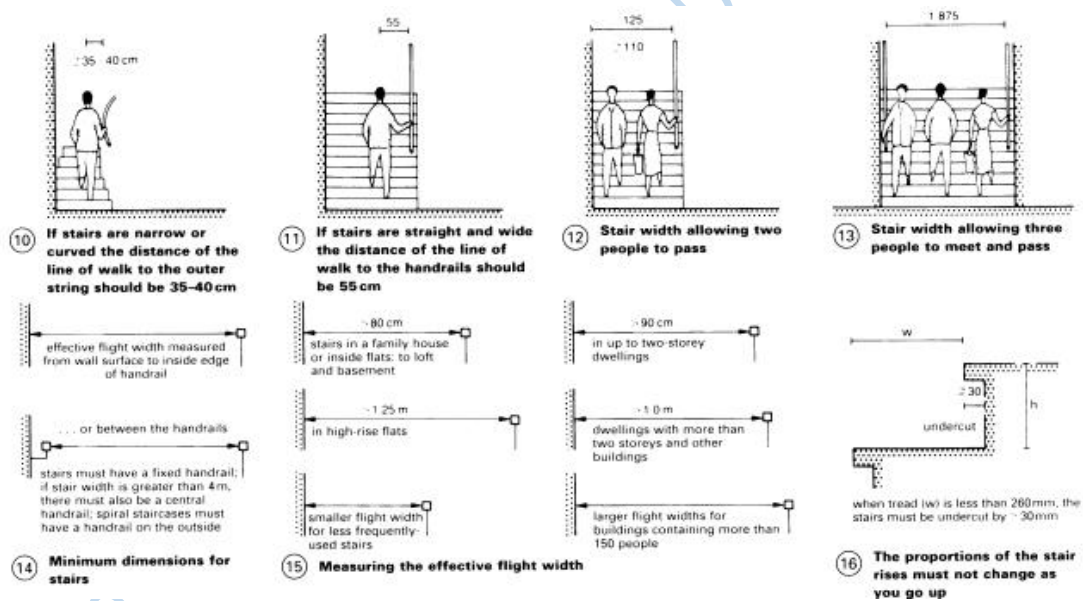 35 40 cm
10 If stairs are narrow or
curved the distance of the
line of walk to the outer
string should be 35–40 cm
55
11 If stairs are straight and wide
the distance of the line of
walk to the handrails should
be 55 cm
125
110
12 Stair width allowing two
people to pass
1 875
13 Stair width allowing three
people to meet and pass
effective flight width measured
from wall surface to inside edge
of handrail
. . . or between the handrails
stairs must have a fixed handrail;
if stair width is greater than 4m,
there must also be a central
handrail; spiral staircases must
have a handrail on the outside
14 Minimum dimensions for
stairs
80 cm
stairs in a family house
or inside flats: to loft
and basement
90 cm
in up to two-storey
dwellings
1 25 m
in high-rise flats
1 0 m
dwellings with more than
two storeys and other
buildings
smaller flight width
for less frequently-
used stairs
larger flight widths for
buildings containing more than
150 people
15 Measuring the effective flight width
w
30
h
undercut
when tread (w) is less than 260mm, the
stairs must be undercut by 30mm
16 The proportions of the stair
rises must not change as
you go up